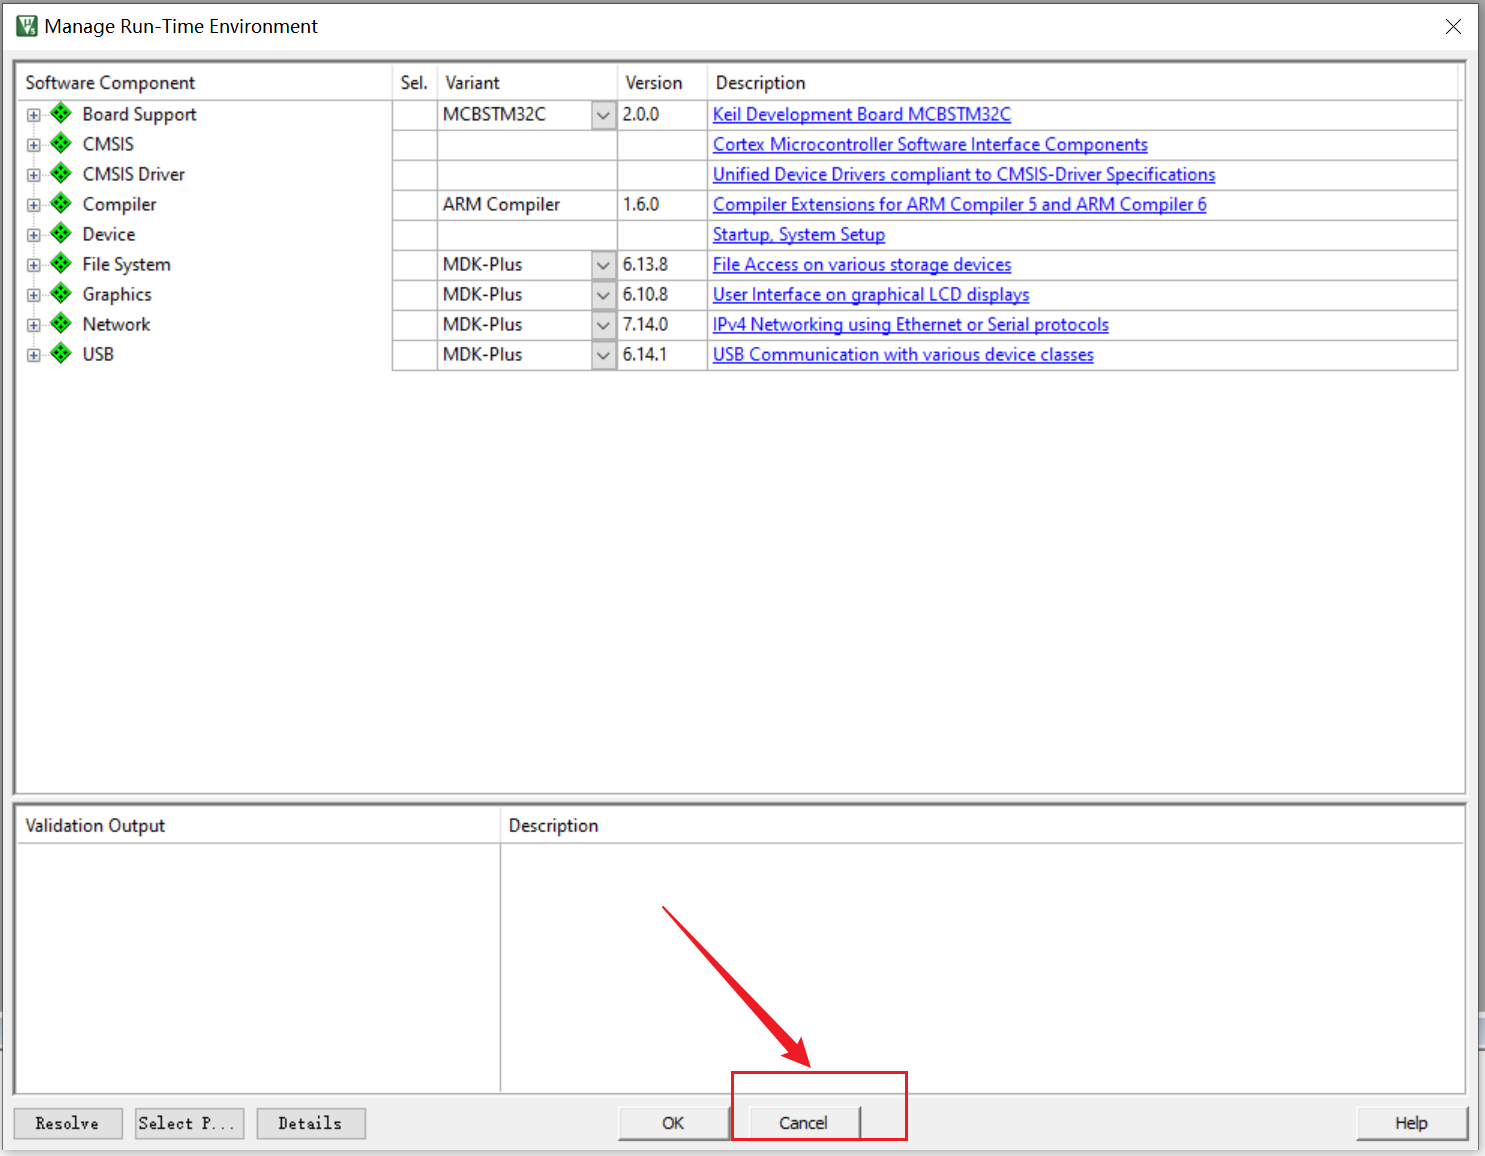 Manage Run-Time Environment
Software Component Sel. Variant Version Description
Board Support MCBSTM32C 2.0.0 Keil Development Board MCBSTM32C
CMSIS Cortex Microcontroller Software Interface Components
CMSIS Driver Unified Device Drivers compliant to CMSIS-Driver Specifications
Compiler ARM Compiler 1.6.0 Compiler Extensions for ARM Compiler 5 and ARM Compiler 6
Device Startup, System Setup
File System MDK-Plus 6.13.8 File Access on various storage devices
Graphics MDK-Plus 6.10.8 User Interface on graphical LCD displays
Network MDK-Plus 7.14.0 IPv4 Networking using Ethernet or Serial protocols
USB MDK-Plus 6.14.1 USB Communication with various device classes
Validation Output Description
Resolve Select P... Details OK Cancel Help